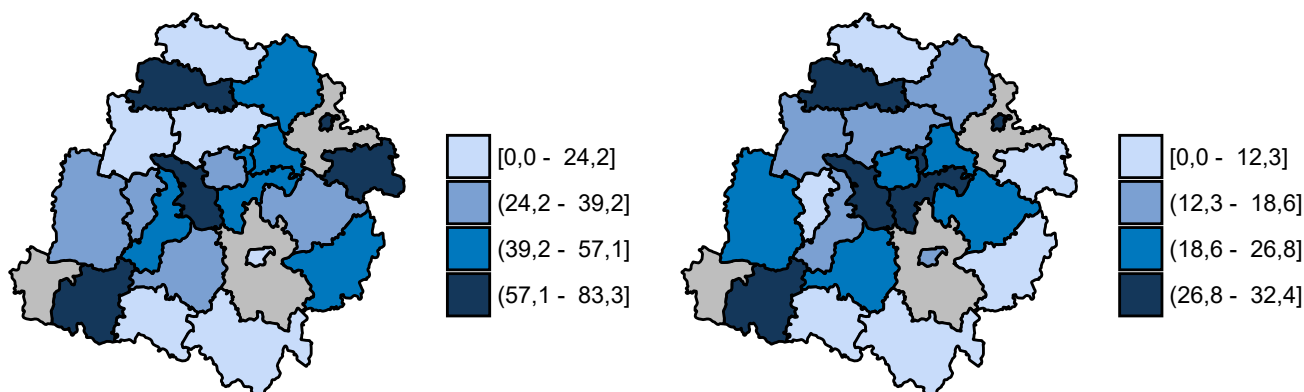 [0,0 - 24,2]
(24,2 - 39,2]
(39,2 - 57,1]
(57,1 - 83,3]
[0,0 - 12,3]
(12,3 - 18,6]
(18,6 - 26,8]
(26,8 - 32,4]